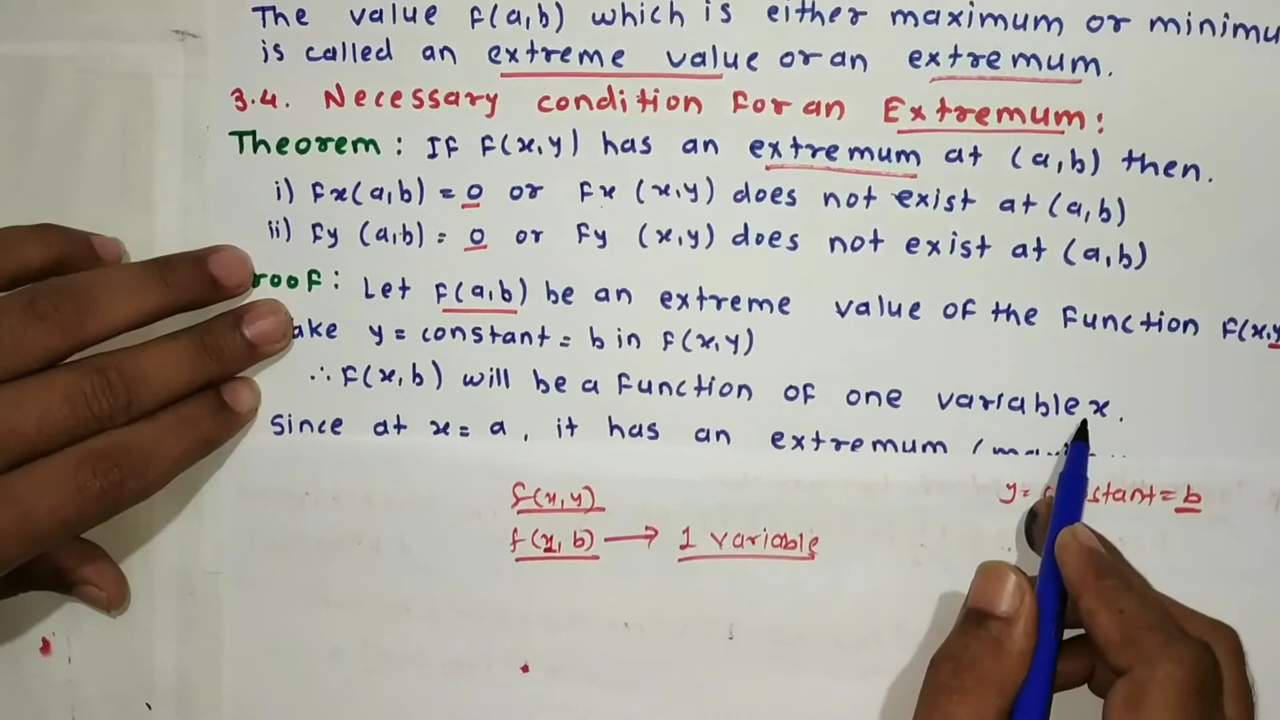 The value f(a,b) which is either maximum or minimu
is called an extreme value or an extremum.
3.4. Necessary condition for an Extremum:
Theorem: If f(x,y) has an extremum at (a,b) then.
i) fx(a,b) = 0 or fx (x,y) does not exist at (a,b)
ii) fy (a,b) = 0 or fy (x,y) does not exist at (a,b)
roof: Let f(a,b) be an extreme value of the function f(x,y
ake y = constant = b in f(x,y)
∴ f(x,b) will be a function of one variable x.
Since at x = a, it has an extremum
f(x,y)
y = constant = b
f(x, b) → 1 variable